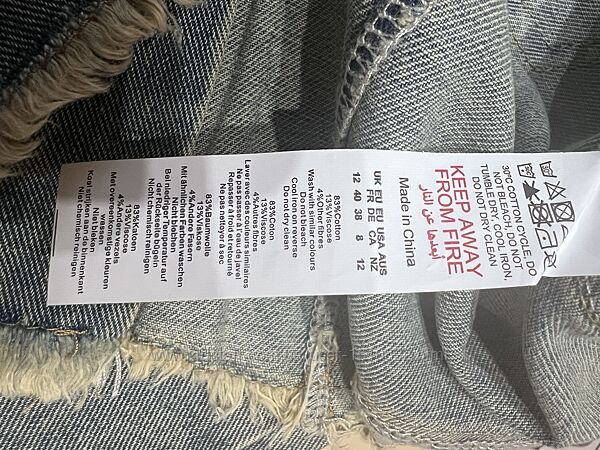 30°C COTTON CYCLE, DO
NOT BLEACH, DO NOT
TUMBLE DRY, COOL IRON,
DO NOT DRY CLEAN
KEEP AWAY
FROM FIRE
أبعدها عن النار
Made in China
UK EU EU USA AUS
FR DE CA NZ
12 40 38 8 12
83%Cotton
13%Viscose
4%Other fibres
Wash with similar colours
Do not bleach
Cool iron on reverse
Do not dry clean
83%Coton
13%Viscose
4%Autres fibres
Laver avec des couleurs similaires
Ne pas passer à l'eau de javel
Repasser à froid et retourné
Ne pas nettoyer à sec
83%Baumwolle
13%Viskose
4%Andere Fasern
Mit ähnlichen Farben waschen
Nicht bleichen
Bei niedriger Temperatur auf
Nicht chemisch reinigen
83%Katoen
13%Viscose
4%Andere vezels
Met overeenkomstige kleuren
wassen
Niet bleken
Koel strijken aan de binnenkant
Niet chemisch reinigen